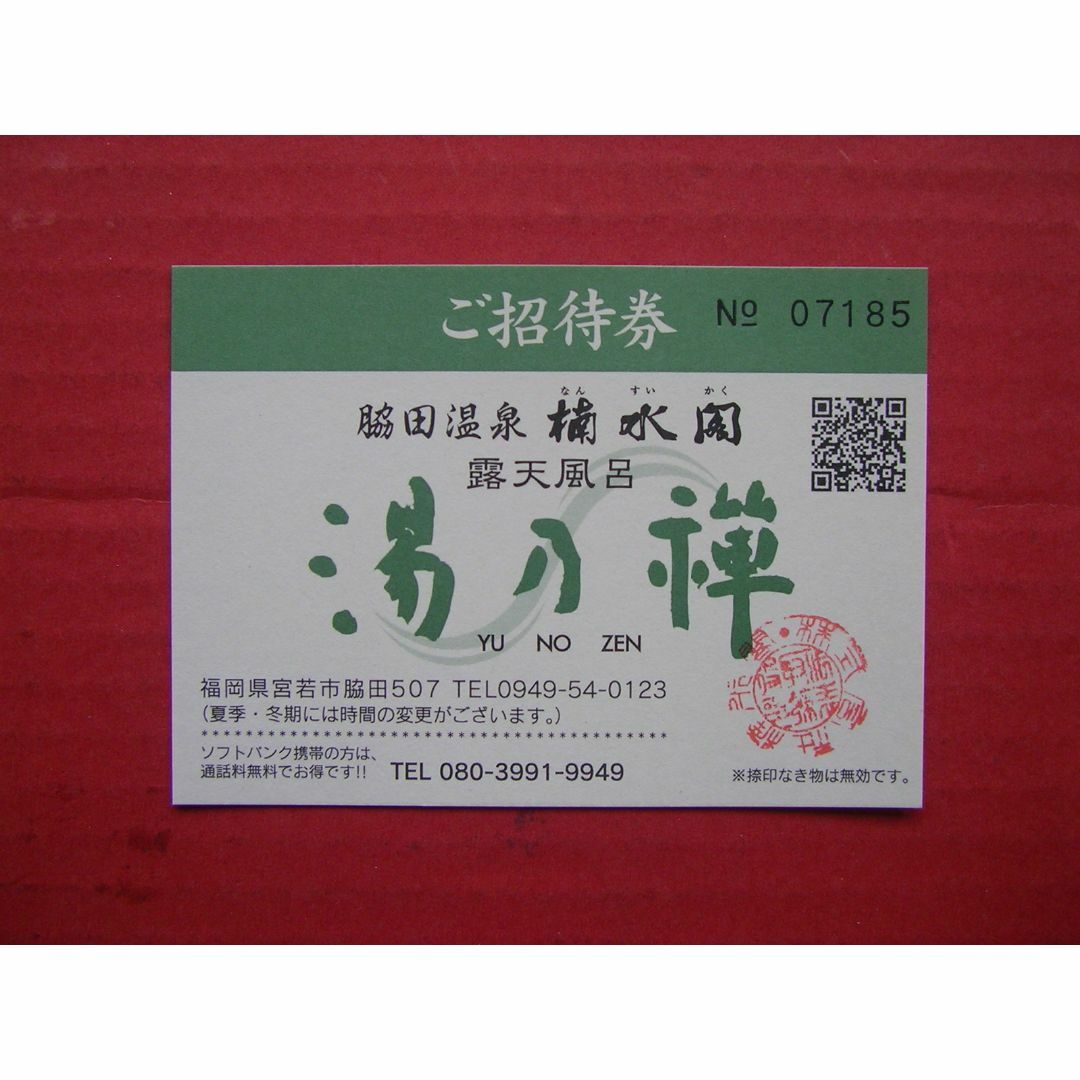 ご招待券 № 07185
なん すい かく
脇田温泉 楠水閣
露天風呂
湯乃禅
YU NO ZEN
福岡県宮若市脇田507 TEL0949-54-0123
(夏季・冬期には時間の変更がございます。)
************************************************
ソフトバンク携帯の方は、
通話料無料でお得です!! TEL 080-3991-9949
※捺印なき物は無効です。